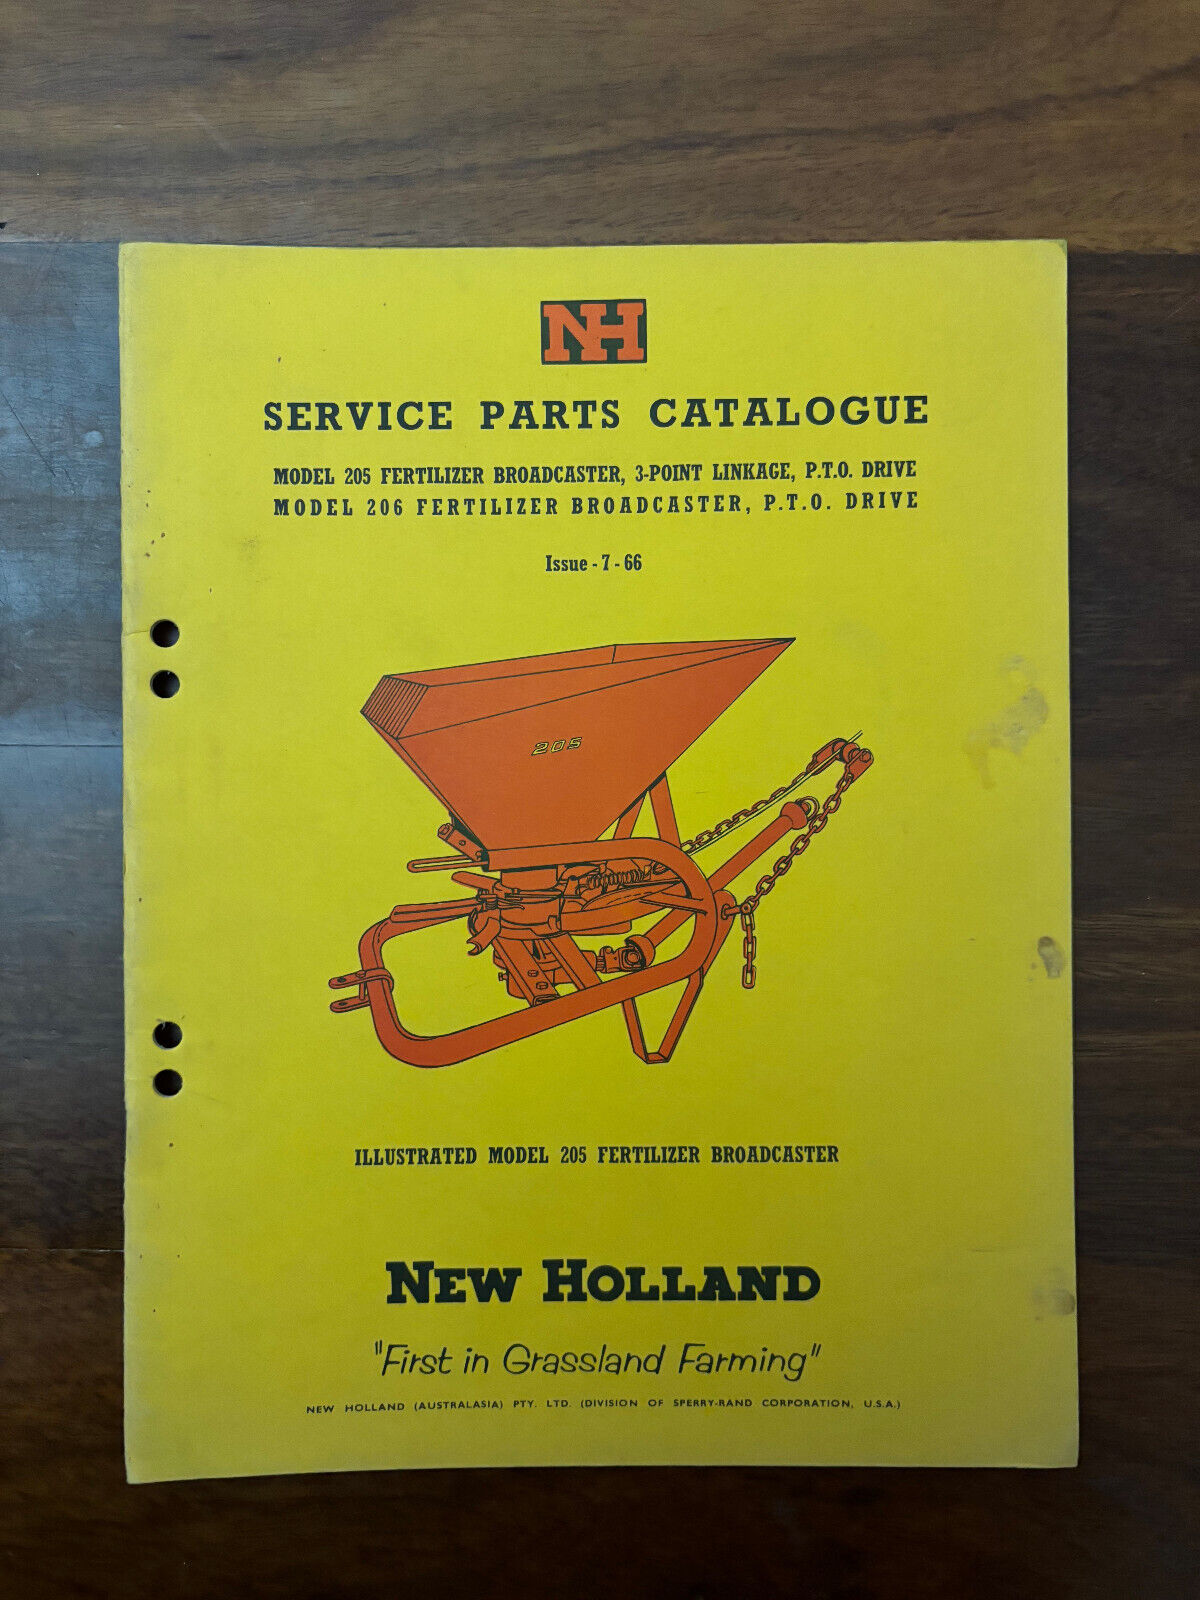 NH
SERVICE PARTS CATALOGUE
MODEL 205 FERTILIZER BROADCASTER, 3-POINT LINKAGE, P.T.O. DRIVE
MODEL 206 FERTILIZER BROADCASTER, P.T.O. DRIVE
Issue - 7 - 66
205
ILLUSTRATED MODEL 205 FERTILIZER BROADCASTER
NEW HOLLAND
"First in Grassland Farming"
NEW HOLLAND (AUSTRALASIA) PTY. LTD. (DIVISION OF SPERRY-RAND CORPORATION, U.S.A.)